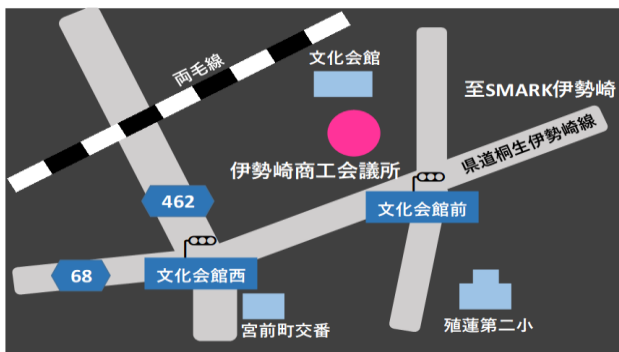 両毛線
文化会館
至SMARK伊勢崎
県道桐生伊勢崎線
伊勢崎商工会議所
462
文化会館前
68
文化会館西
宮前町交番
殖蓮第二小